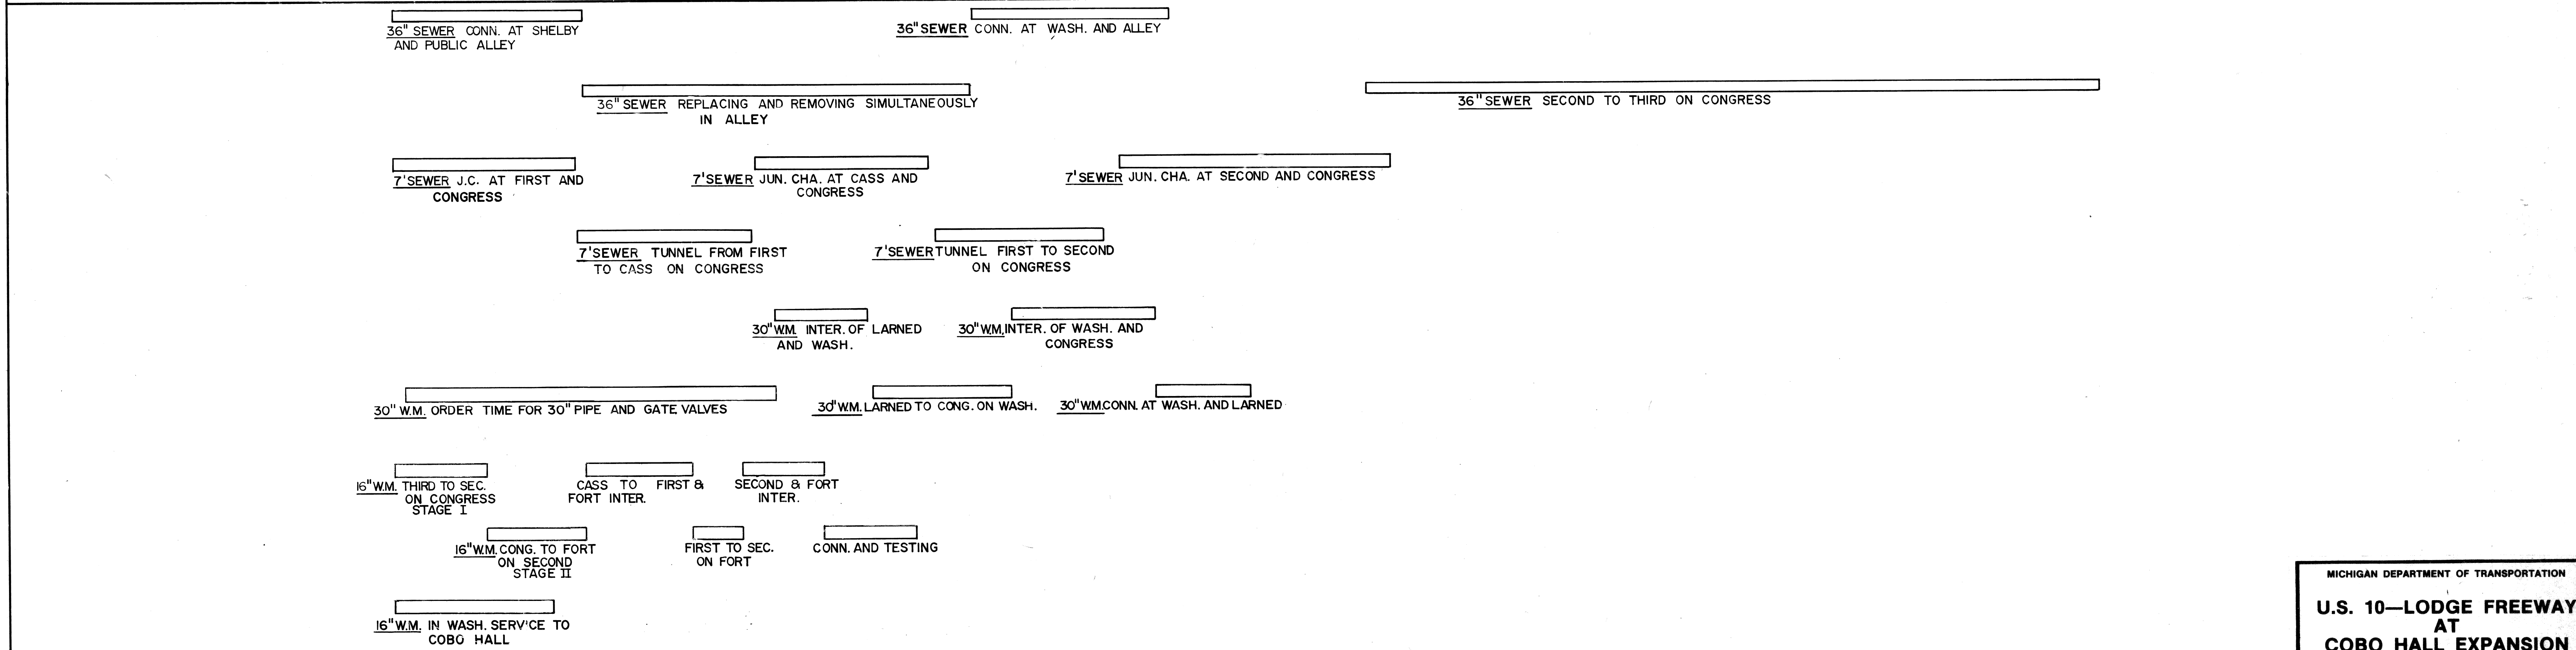 36" SEWER CONN. AT SHELBY
AND PUBLIC ALLEY
36" SEWER CONN. AT WASH. AND ALLEY
36" SEWER REPLACING AND REMOVING SIMULTANEOUSLY
IN ALLEY
36" SEWER SECOND TO THIRD ON CONGRESS
7' SEWER J.C. AT FIRST AND
CONGRESS
7' SEWER JUN. CHA. AT CASS AND
CONGRESS
7' SEWER JUN. CHA. AT SECOND AND CONGRESS
7' SEWER TUNNEL FROM FIRST
TO CASS ON CONGRESS
7' SEWER TUNNEL FIRST TO SECOND
ON CONGRESS
30" W.M. INTER. OF LARNED
AND WASH.
30" W.M. INTER. OF WASH. AND
CONGRESS
30" W.M. ORDER TIME FOR 30" PIPE AND GATE VALVES
30" W.M. LARNED TO CONG. ON WASH.
30" W.M. CONN. AT WASH. AND LARNED
16" W.M. THIRD TO SEC.
ON CONGRESS
STAGE I
CASS TO FIRST &
FORT INTER.
SECOND & FORT
INTER.
16" W.M. CONG. TO FORT
ON SECOND
STAGE II
FIRST TO SEC.
ON FORT
CONN. AND TESTING
16" W.M. IN WASH. SERVICE TO
COBO HALL
MICHIGAN DEPARTMENT OF TRANSPORTATION
U.S. 10—LODGE FREEWAY
AT
COBO HALL EXPANSION